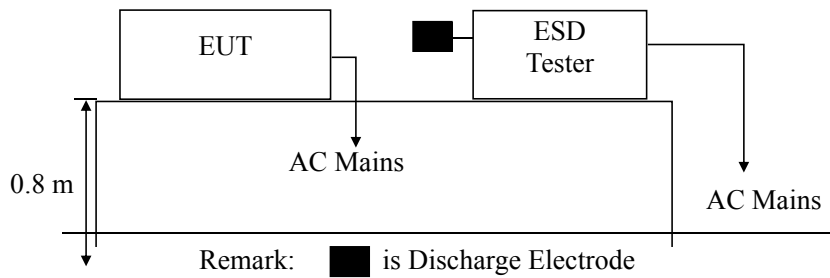 EUT
ESD
Tester
AC Mains
0.8 m
AC Mains
Remark: is Discharge Electrode